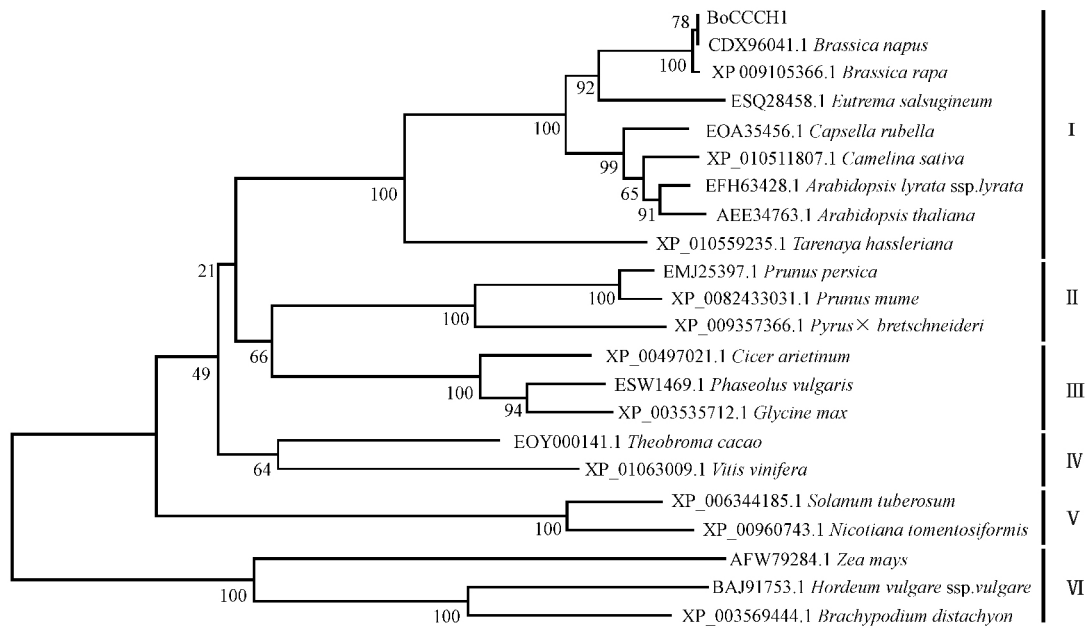 BoCCCH1
78
CDX96041.1 Brassica napus
100
XP 009105366.1 Brassica rapa
92
ESQ28458.1 Eutrema salsugineum
100
EOA35456.1 Capsella rubella
I
99
XP_010511807.1 Camelina sativa
65
EFH63428.1 Arabidopsis lyrata ssp.lyrata
91
AEE34763.1 Arabidopsis thaliana
100
XP_010559235.1 Tarenaya hassleriana
21
EMJ25397.1 Prunus persica
100
XP_0082433031.1 Prunus mume
II
100
XP_009357366.1 Pyrus× bretschneideri
66
XP_00497021.1 Cicer arietinum
49
100
ESW1469.1 Phaseolus vulgaris
III
94
XP_003535712.1 Glycine max
EOY000141.1 Theobroma cacao
IV
64
XP_01063009.1 Vitis vinifera
XP_006344185.1 Solanum tuberosum
V
100
XP_00960743.1 Nicotiana tomentosiformis
AFW79284.1 Zea mays
100
BAJ91753.1 Hordeum vulgare ssp.vulgare
VI
100
XP_003569444.1 Brachypodium distachyon